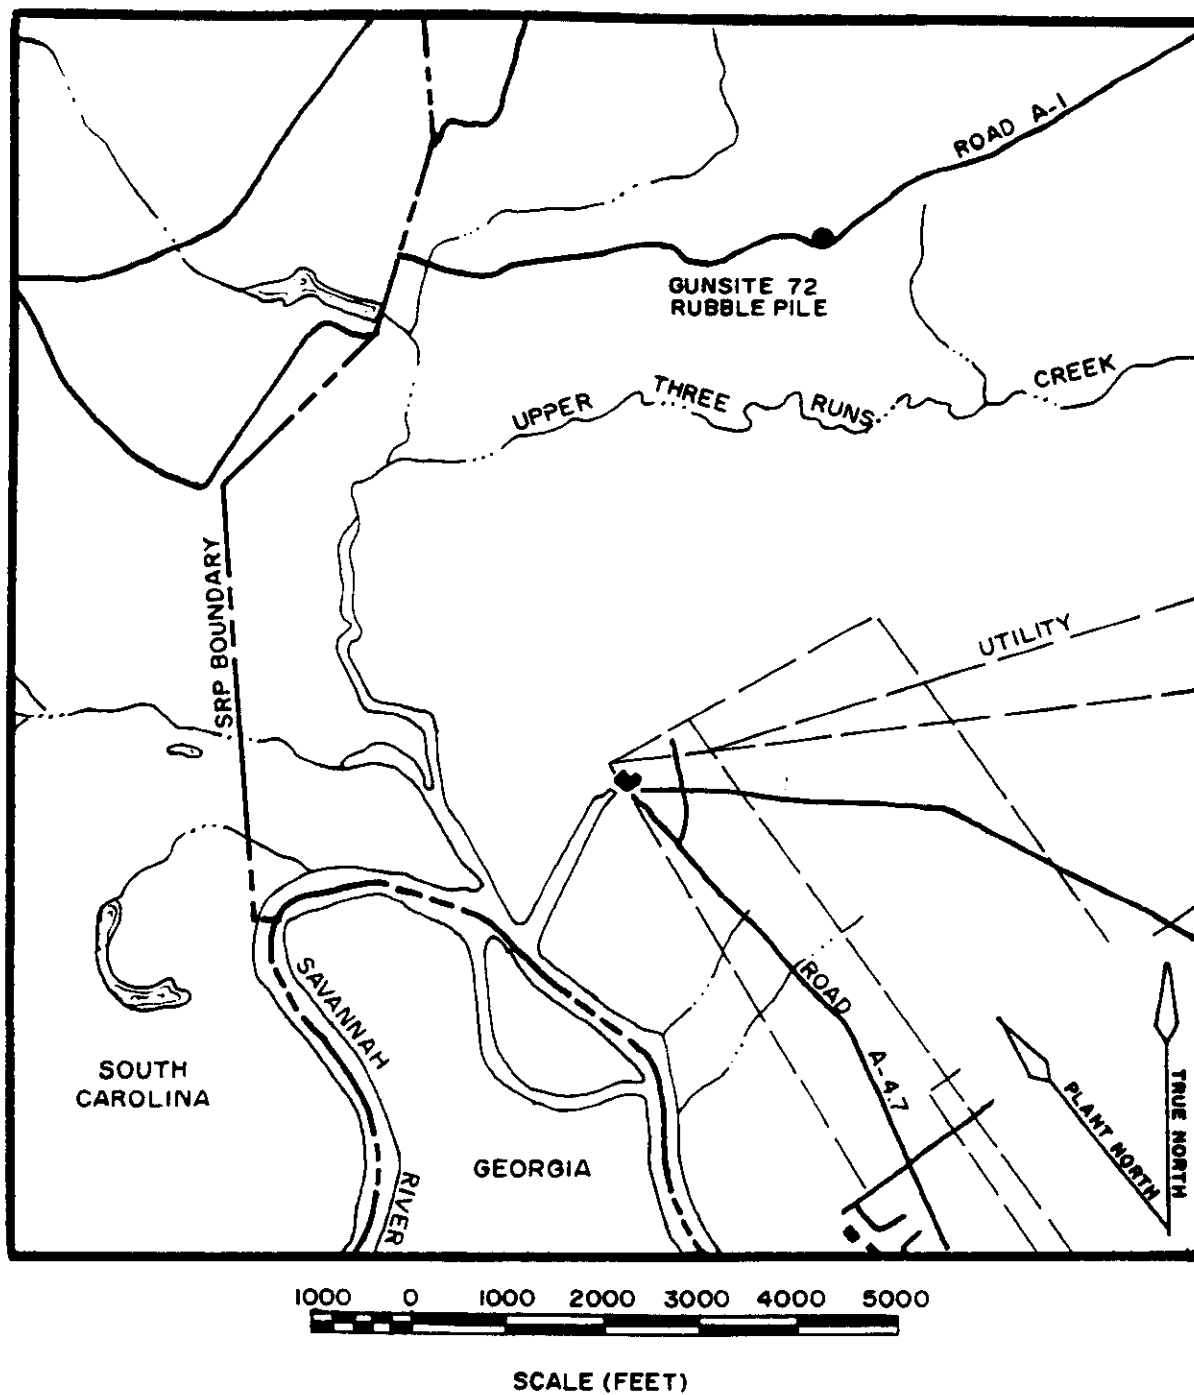 ROAD A-1
GUNSITE 72
RUBBLE PILE
UPPER THREE RUNS CREEK
SRP BOUNDARY
UTILITY
SAVANNAH
RIVER
ROAD
A-4.7
SOUTH
CAROLINA
GEORGIA
PLANT NORTH
TRUE NORTH
1000 0 1000 2000 3000 4000 5000
SCALE (FEET)